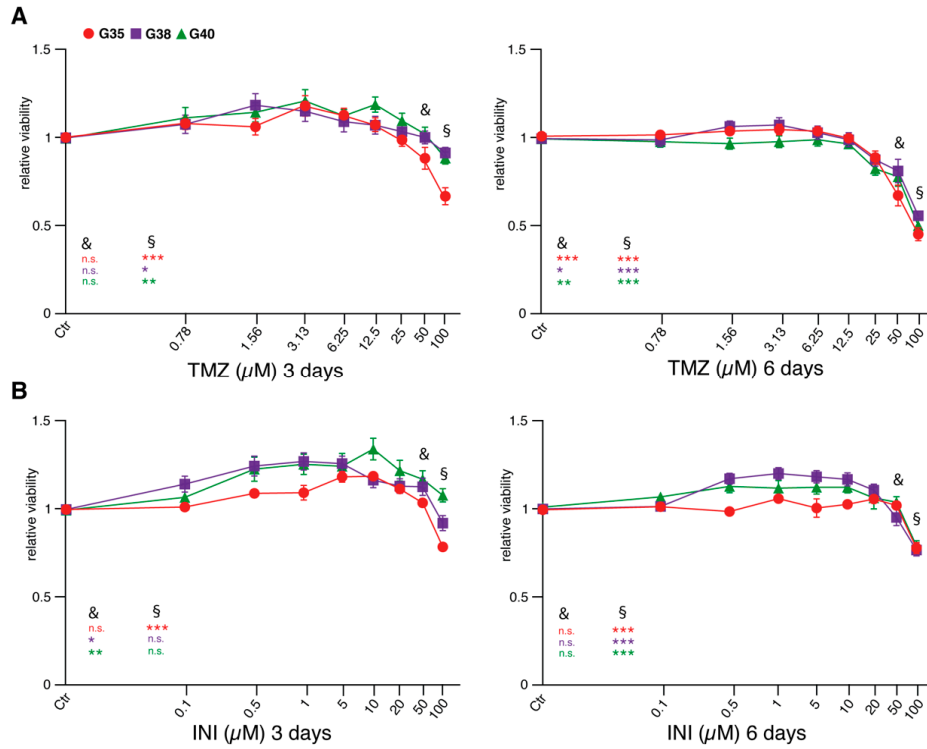 A
G35 G38 G40
relative viability
1.5
1
0.5
0
&
§
& §
n.s. ***
n.s. *
n.s. **
Ctr 0.78 1.56 3.13 6.25 12.5 25 50 100
TMZ (µM) 3 days
relative viability
1.5
1
0.5
0
&
§
& §
*** ***
* ***
** ***
Ctr 0.78 1.56 3.13 6.25 12.5 25 50 100
TMZ (µM) 6 days
B
relative viability
1.5
1
0.5
0
&
§
& §
n.s. ***
* n.s.
** n.s.
Ctr 0.1 0.5 1 5 10 20 50 100
INI (µM) 3 days
relative viability
1.5
1
0.5
0
&
§
& §
n.s. ***
n.s. ***
n.s. ***
Ctr 0.1 0.5 1 5 10 20 50 100
INI (µM) 6 days